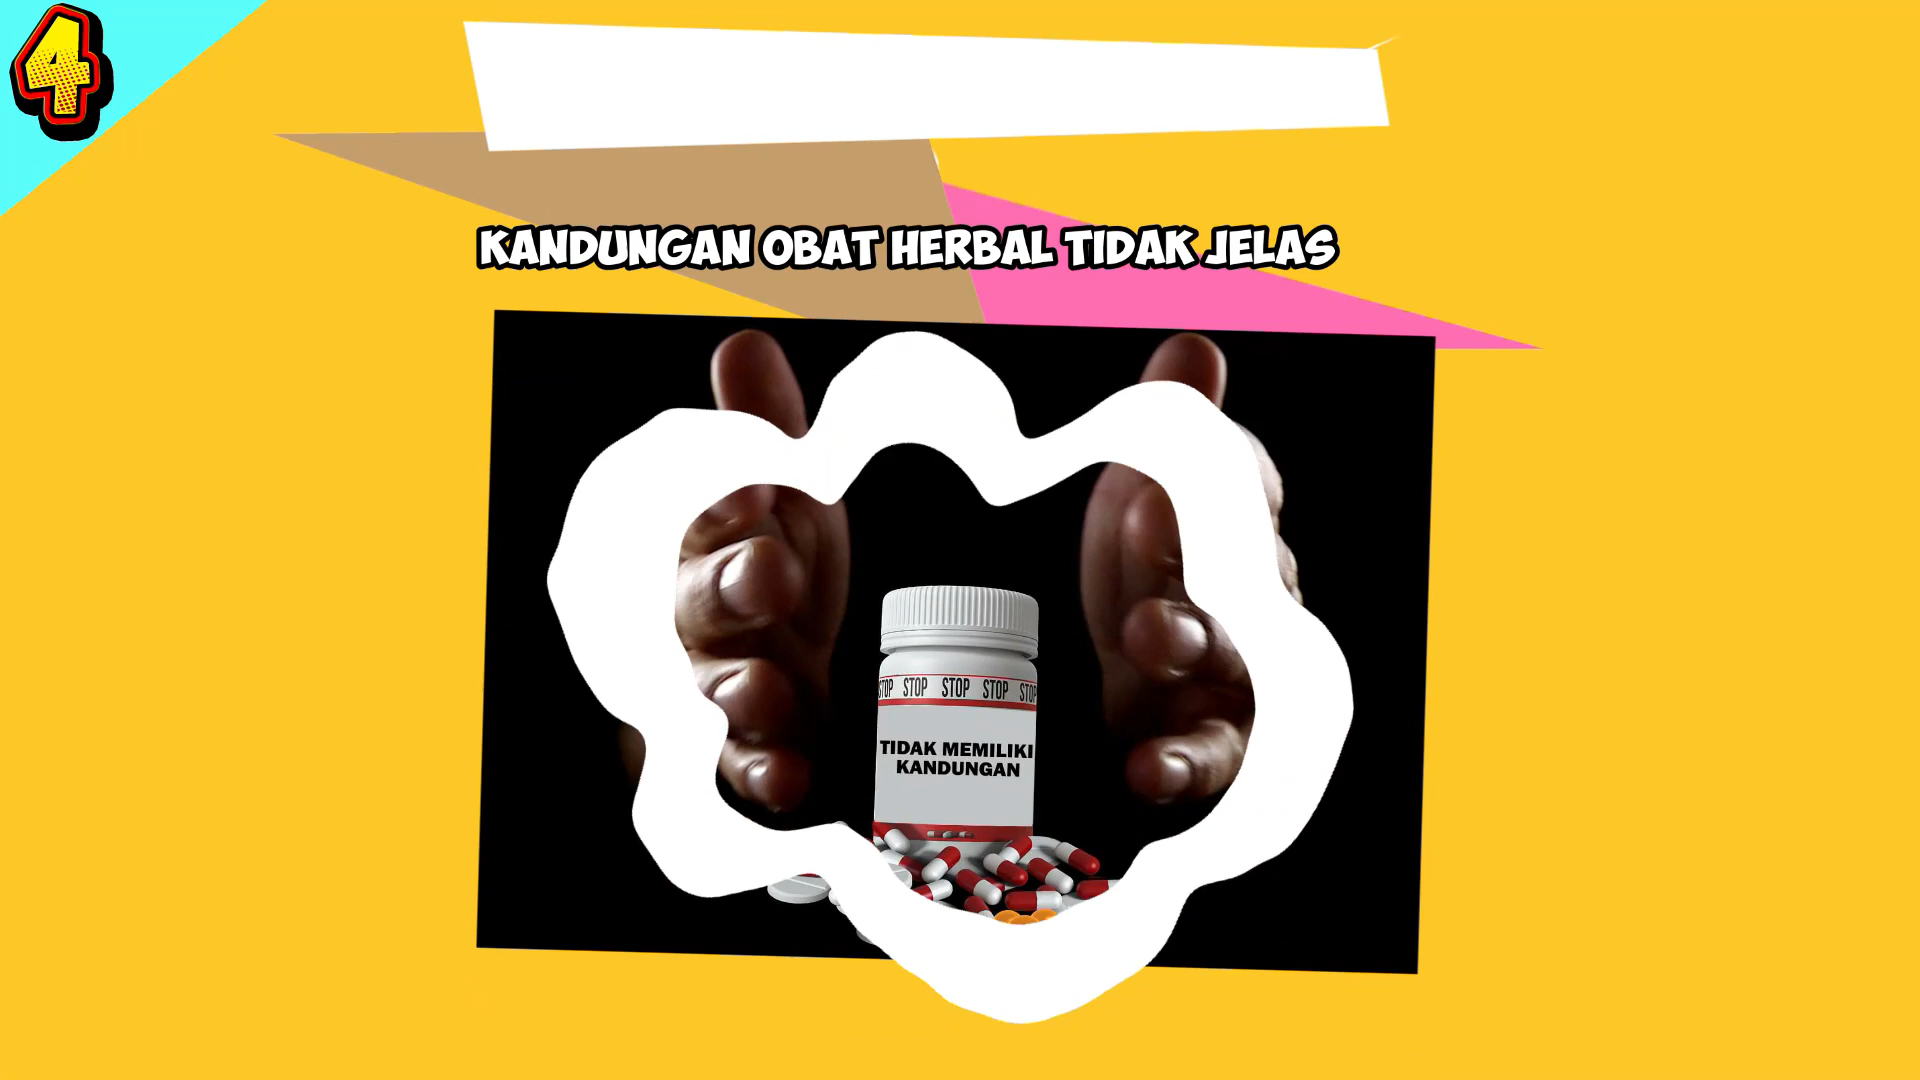 4
KANDUNGAN OBAT HERBAL TIDAK JELAS
STOP STOP STOP STOP STOP
TIDAK MEMILIKI
KANDUNGAN